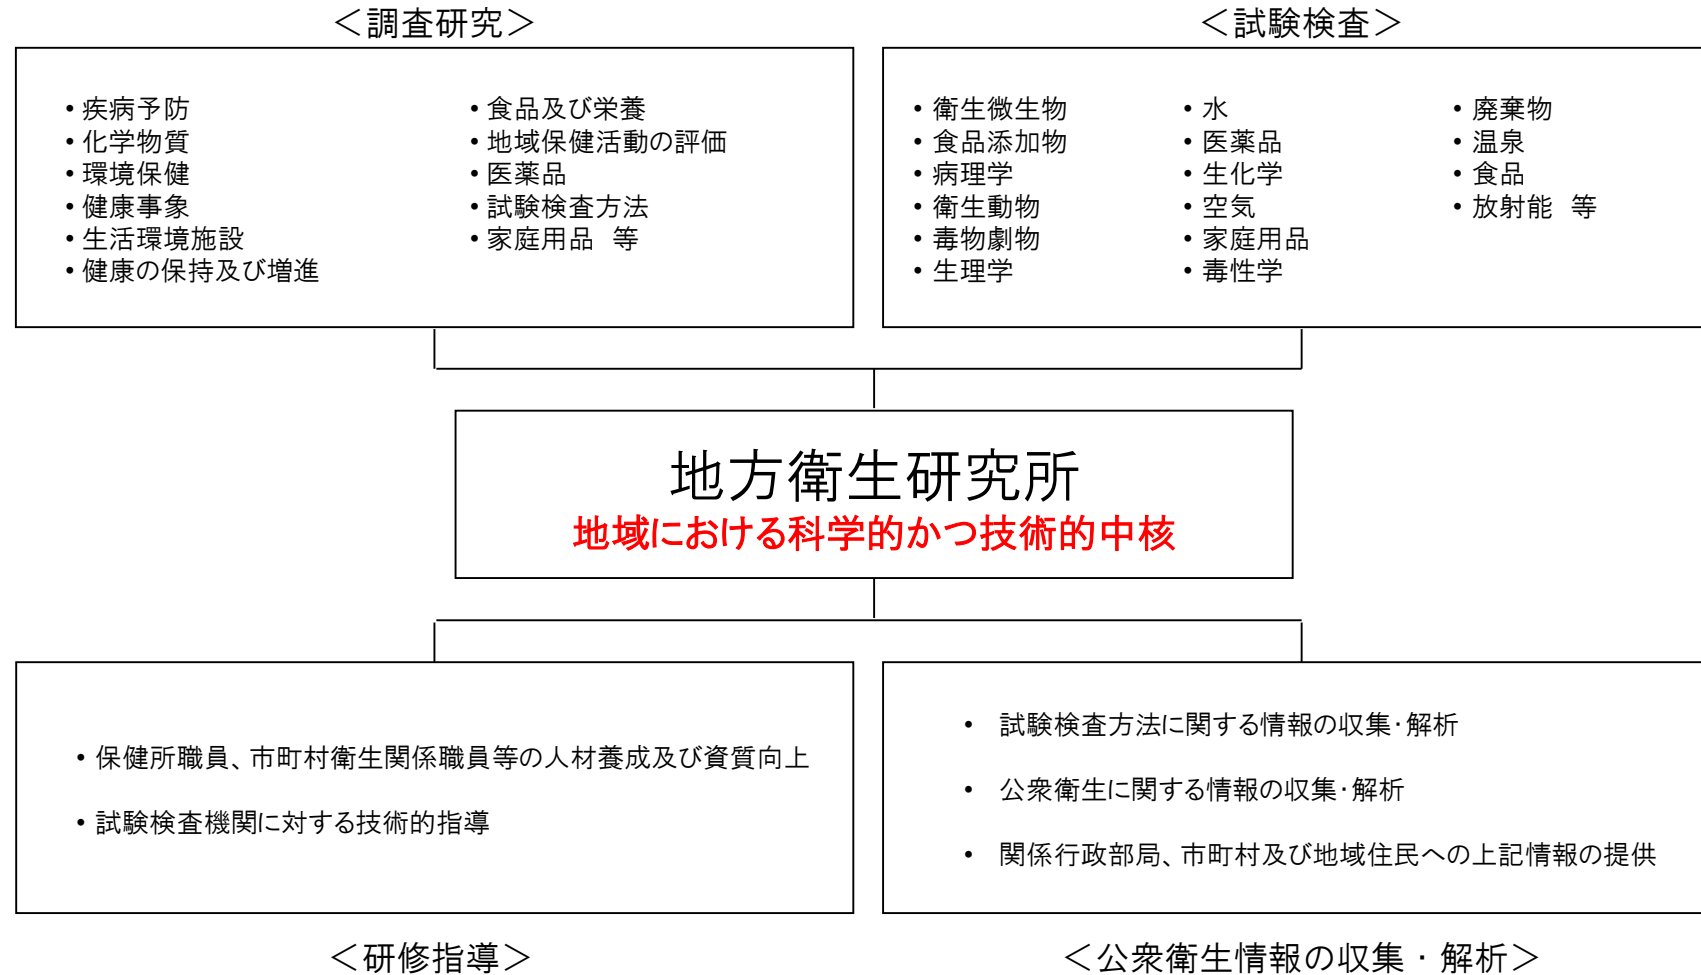 ＜調査研究＞
• 疾病予防
• 化学物質
• 環境保健
• 健康事象
• 生活環境施設
• 健康の保持及び増進
• 食品及び栄養
• 地域保健活動の評価
• 医薬品
• 試験検査方法
• 家庭用品　等
＜試験検査＞
• 衛生微生物
• 食品添加物
• 病理学
• 衛生動物
• 毒物劇物
• 生理学
• 水
• 医薬品
• 生化学
• 空気
• 家庭用品
• 毒性学
• 廃棄物
• 温泉
• 食品
• 放射能　等
地方衛生研究所
地域における科学的かつ技術的中核
• 保健所職員、市町村衛生関係職員等の人材養成及び資質向上
• 試験検査機関に対する技術的指導
＜研修指導＞
• 試験検査方法に関する情報の収集・解析
• 公衆衛生に関する情報の収集・解析
• 関係行政部局、市町村及び地域住民への上記情報の提供
＜公衆衛生情報の収集・解析＞